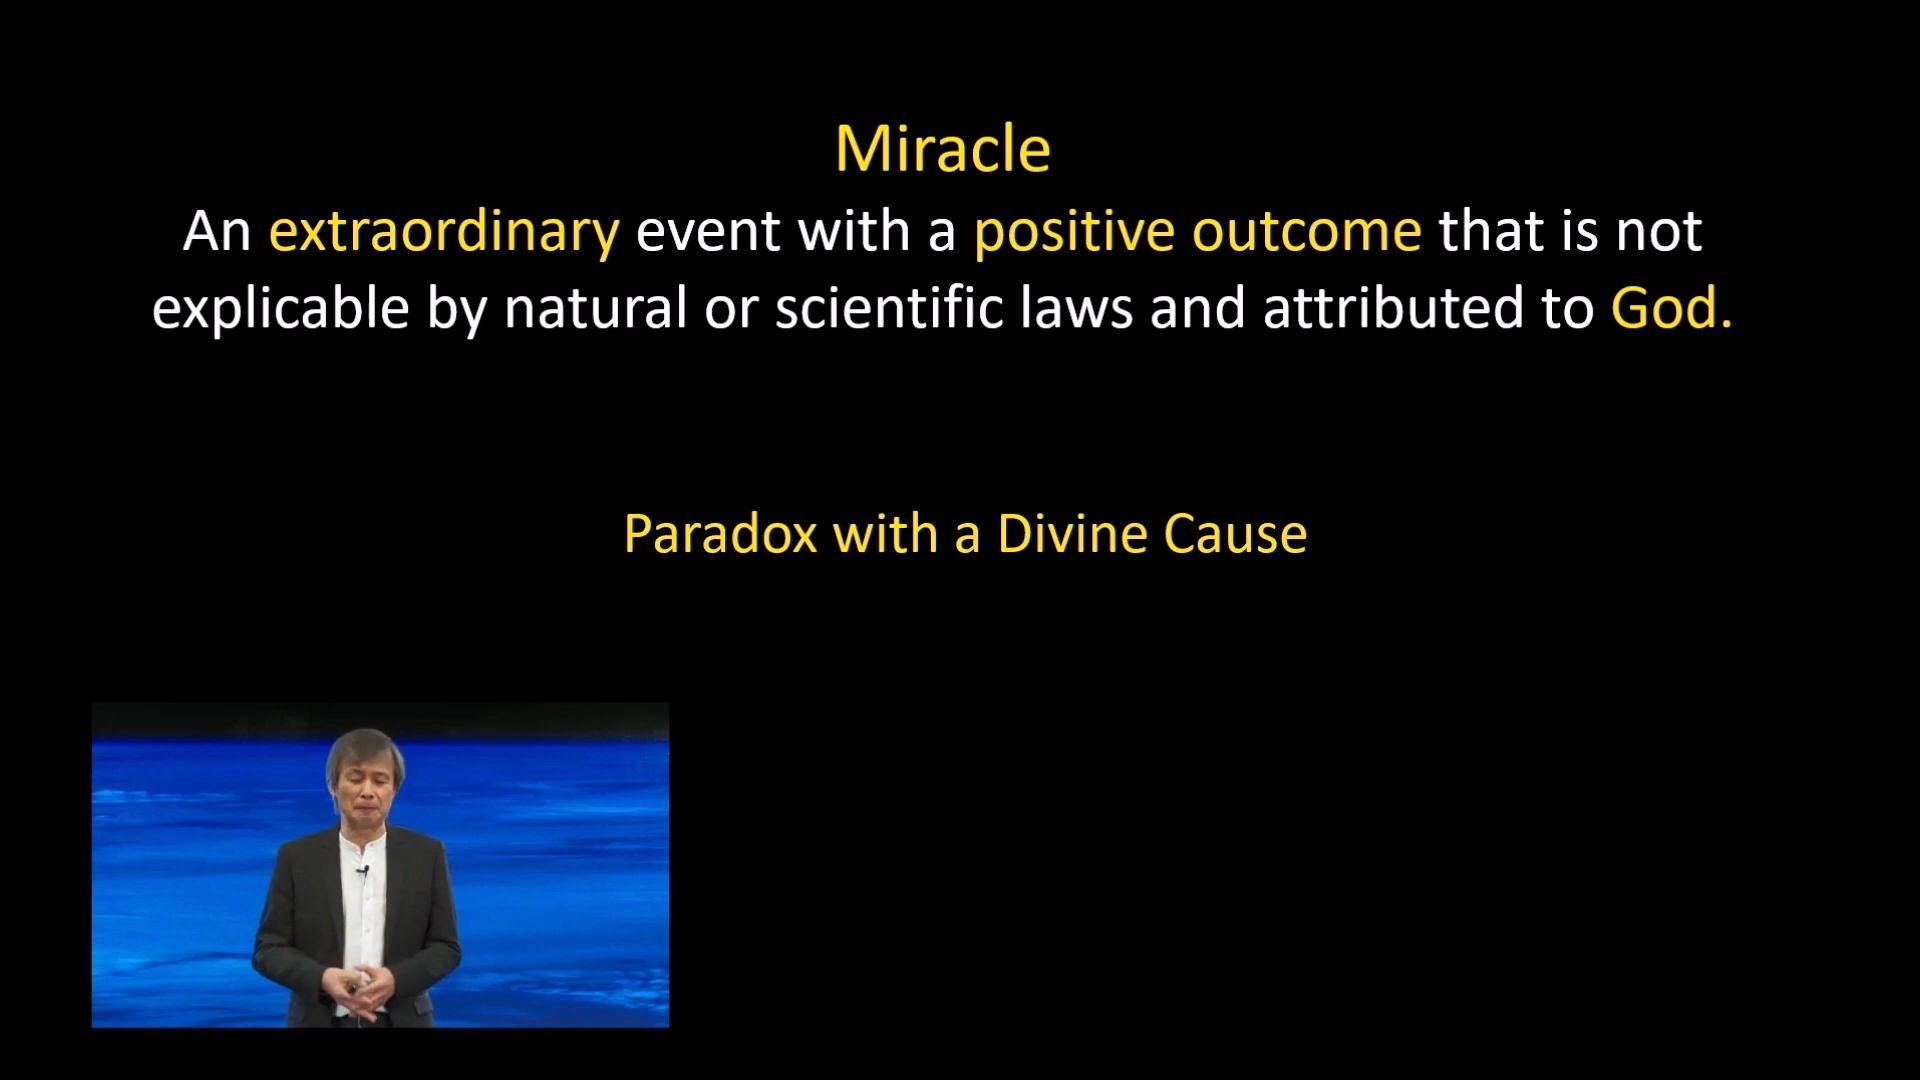 Miracle
An extraordinary event with a positive outcome that is not
explicable by natural or scientific laws and attributed to God.
Paradox with a Divine Cause